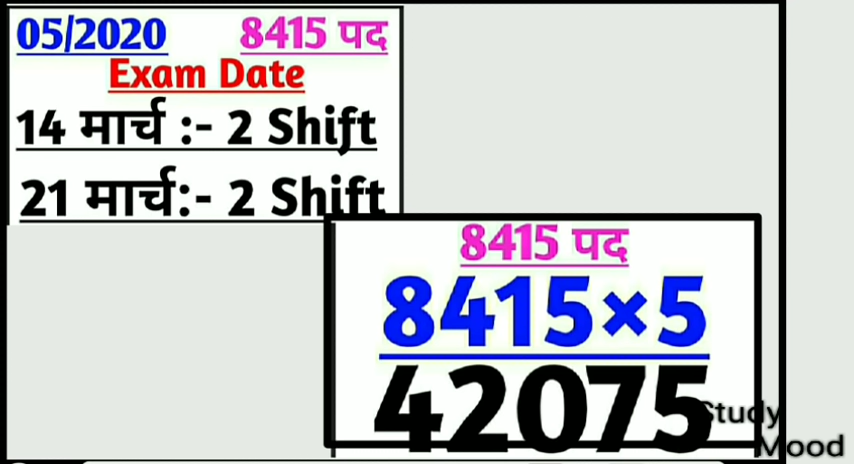 05/2020 8415 पद
Exam Date
14 मार्च :- 2 Shift
21 मार्च:- 2 Shift
8415 पद
8415×5
42075
Study
Mood